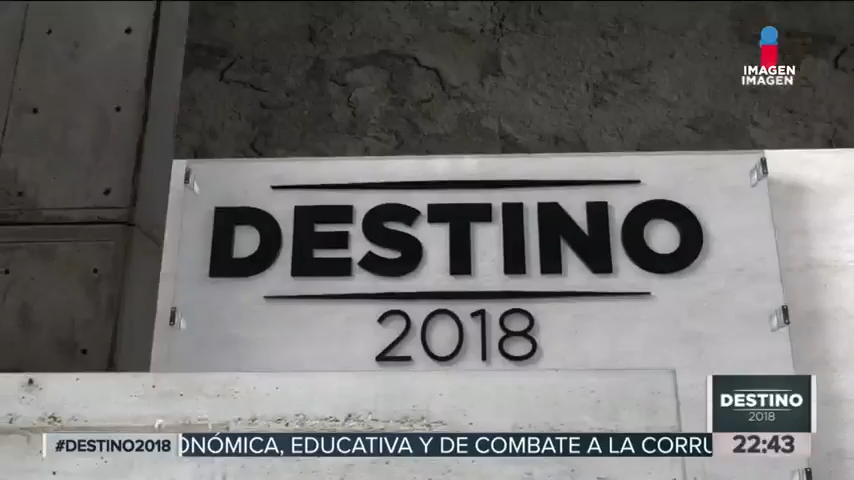 IMAGEN
IMAGEN
DESTINO
2018
DESTINO
2018
#DESTINO2018
ONÓMICA, EDUCATIVA Y DE COMBATE A LA CORRU
22:43